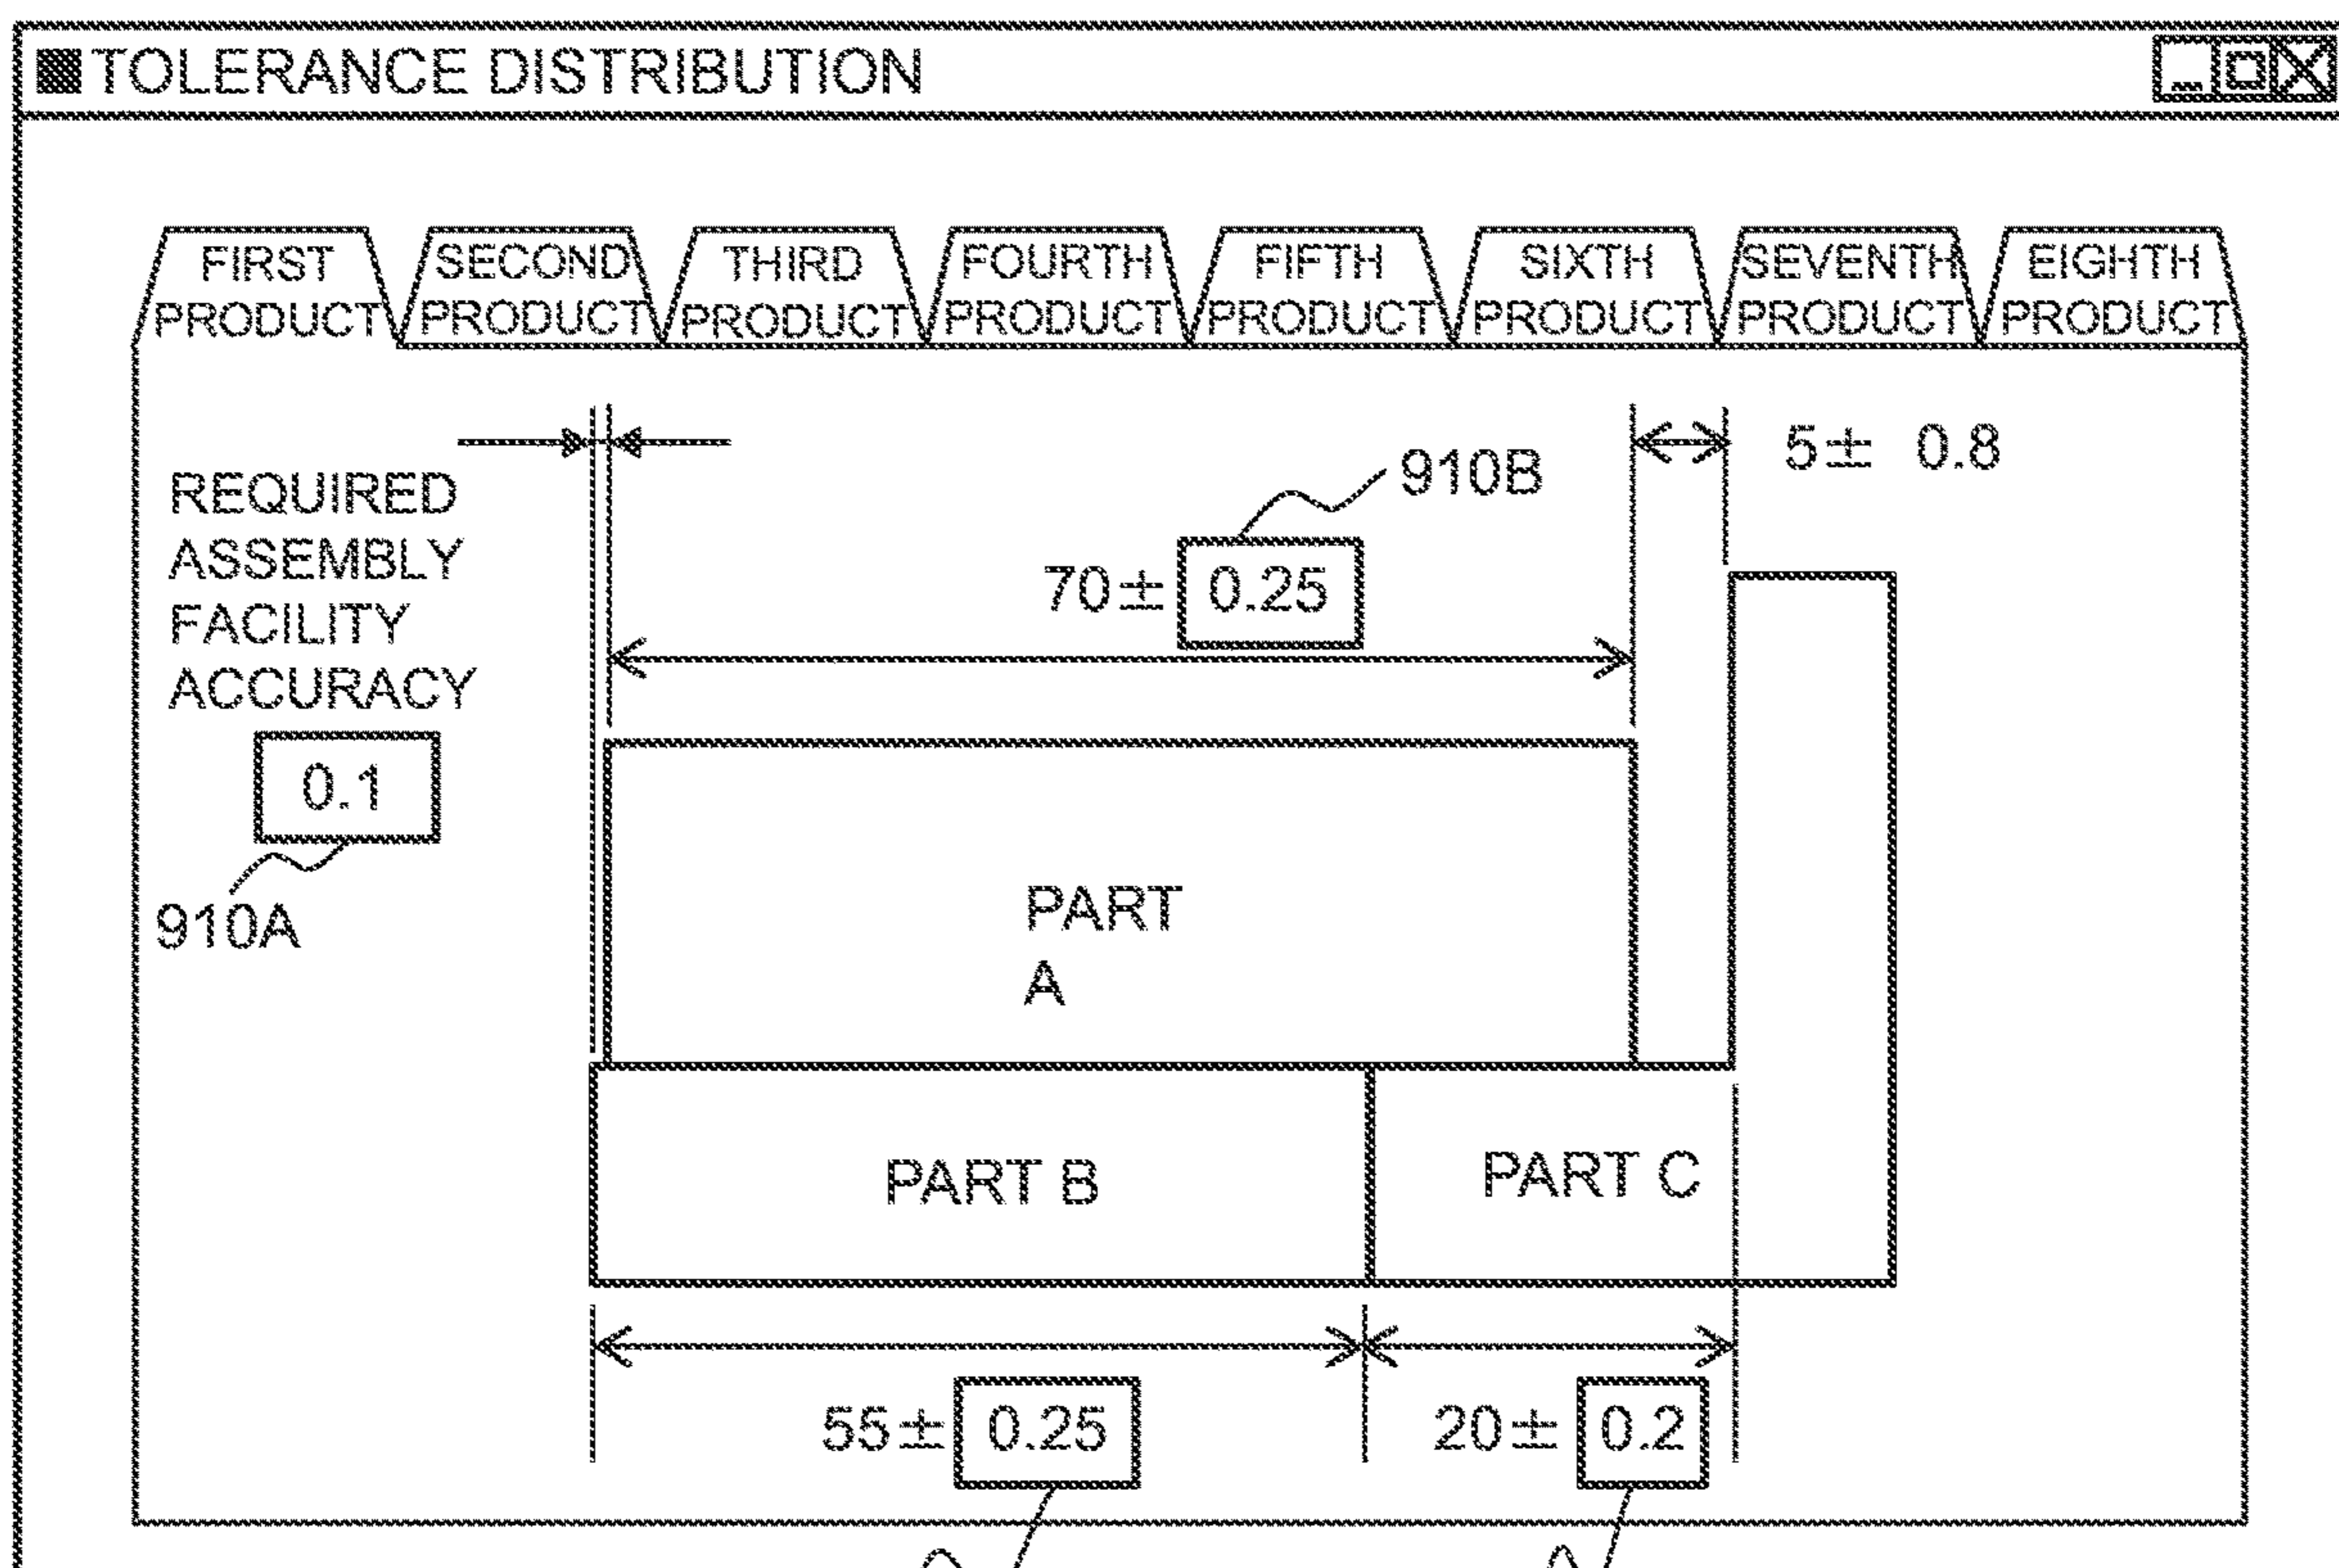 TOLERANCE DISTRIBUTION
FIRST PRODUCT
SECOND PRODUCT
THIRD PRODUCT
FOURTH PRODUCT
FIFTH PRODUCT
SIXTH PRODUCT
SEVENTH PRODUCT
EIGHTH PRODUCT
5± 0.8
910B
REQUIRED
ASSEMBLY
FACILITY
ACCURACY
70± 0.25
0.1
910A
PART
A
PART B
PART C
55± 0.25
20± 0.2